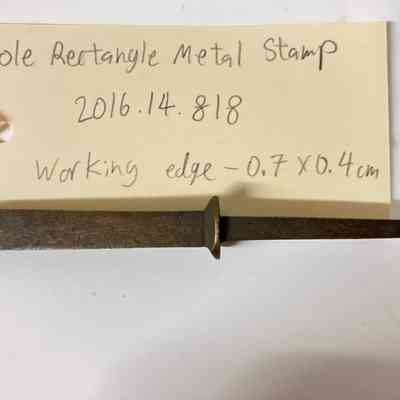 ole Rectangle Metal Stamp
2016.14.818
Working edge - 0.7 x 0.4 cm